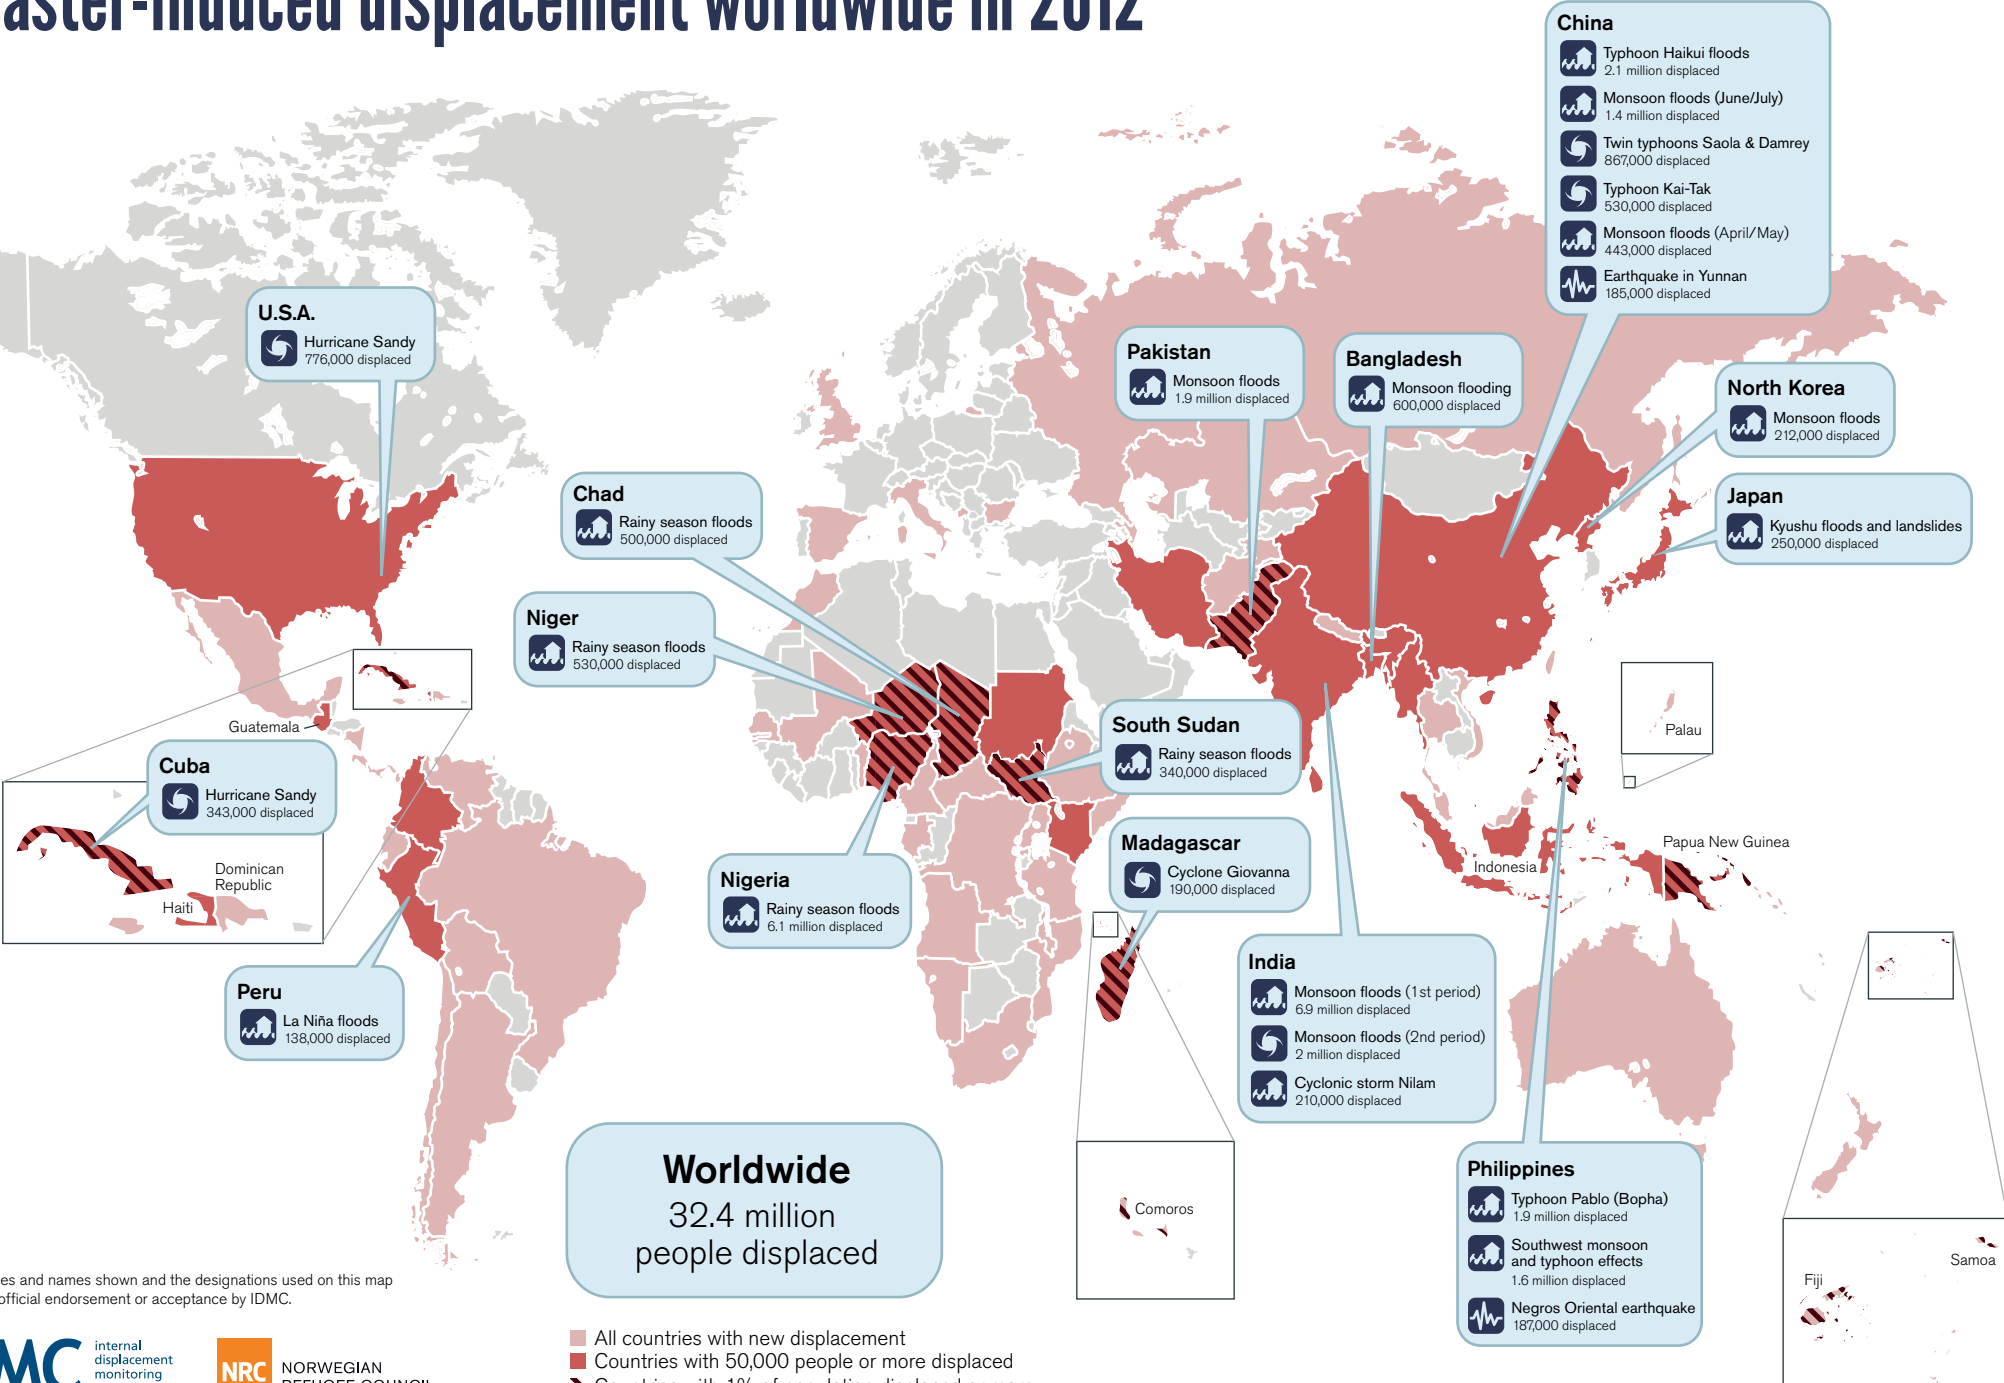 displacement worldwide in 2012
China
Typhoon Haikui floods
2.1 million displaced
Monsoon floods (June/July)
1.4 million displaced
Twin typhoons Saola & Damrey
867,000 displaced
Typhoon Kai-Tak
530,000 displaced
Monsoon floods (April/May)
443,000 displaced
Earthquake in Yunnan
185,000 displaced
U.S.A.
Hurricane Sandy
776,000 displaced
Pakistan
Monsoon floods
1.9 million displaced
Bangladesh
Monsoon flooding
600,000 displaced
North Korea
Monsoon floods
212,000 displaced
Japan
Kyushu floods and landslides
250,000 displaced
Chad
Rainy season floods
500,000 displaced
Niger
Rainy season floods
530,000 displaced
Guatemala
Cuba
Hurricane Sandy
343,000 displaced
Dominican
Republic
Haiti
South Sudan
Rainy season floods
340,000 displaced
Palau
Madagascar
Cyclone Giovanna
190,000 displaced
Nigeria
Rainy season floods
6.1 million displaced
Indonesia
Papua New Guinea
Peru
La Niña floods
138,000 displaced
India
Monsoon floods (1st period)
6.9 million displaced
Monsoon floods (2nd period)
2 million displaced
Cyclonic storm Nilam
210,000 displaced
Worldwide
32.4 million
people displaced
Comoros
Philippines
Typhoon Pablo (Bopha)
1.9 million displaced
Southwest monsoon
and typhoon effects
1.6 million displaced
Negros Oriental earthquake
187,000 displaced
Samoa
Fiji
es and names shown and the designations used on this map
official endorsement or acceptance by IDMC.
MC
internal
displacement
monitoring
NRC
NORWEGIAN
REFUGEE COUNCIL
All countries with new displacement
Countries with 50,000 people or more displaced
Countries with 1% of population displaced or more